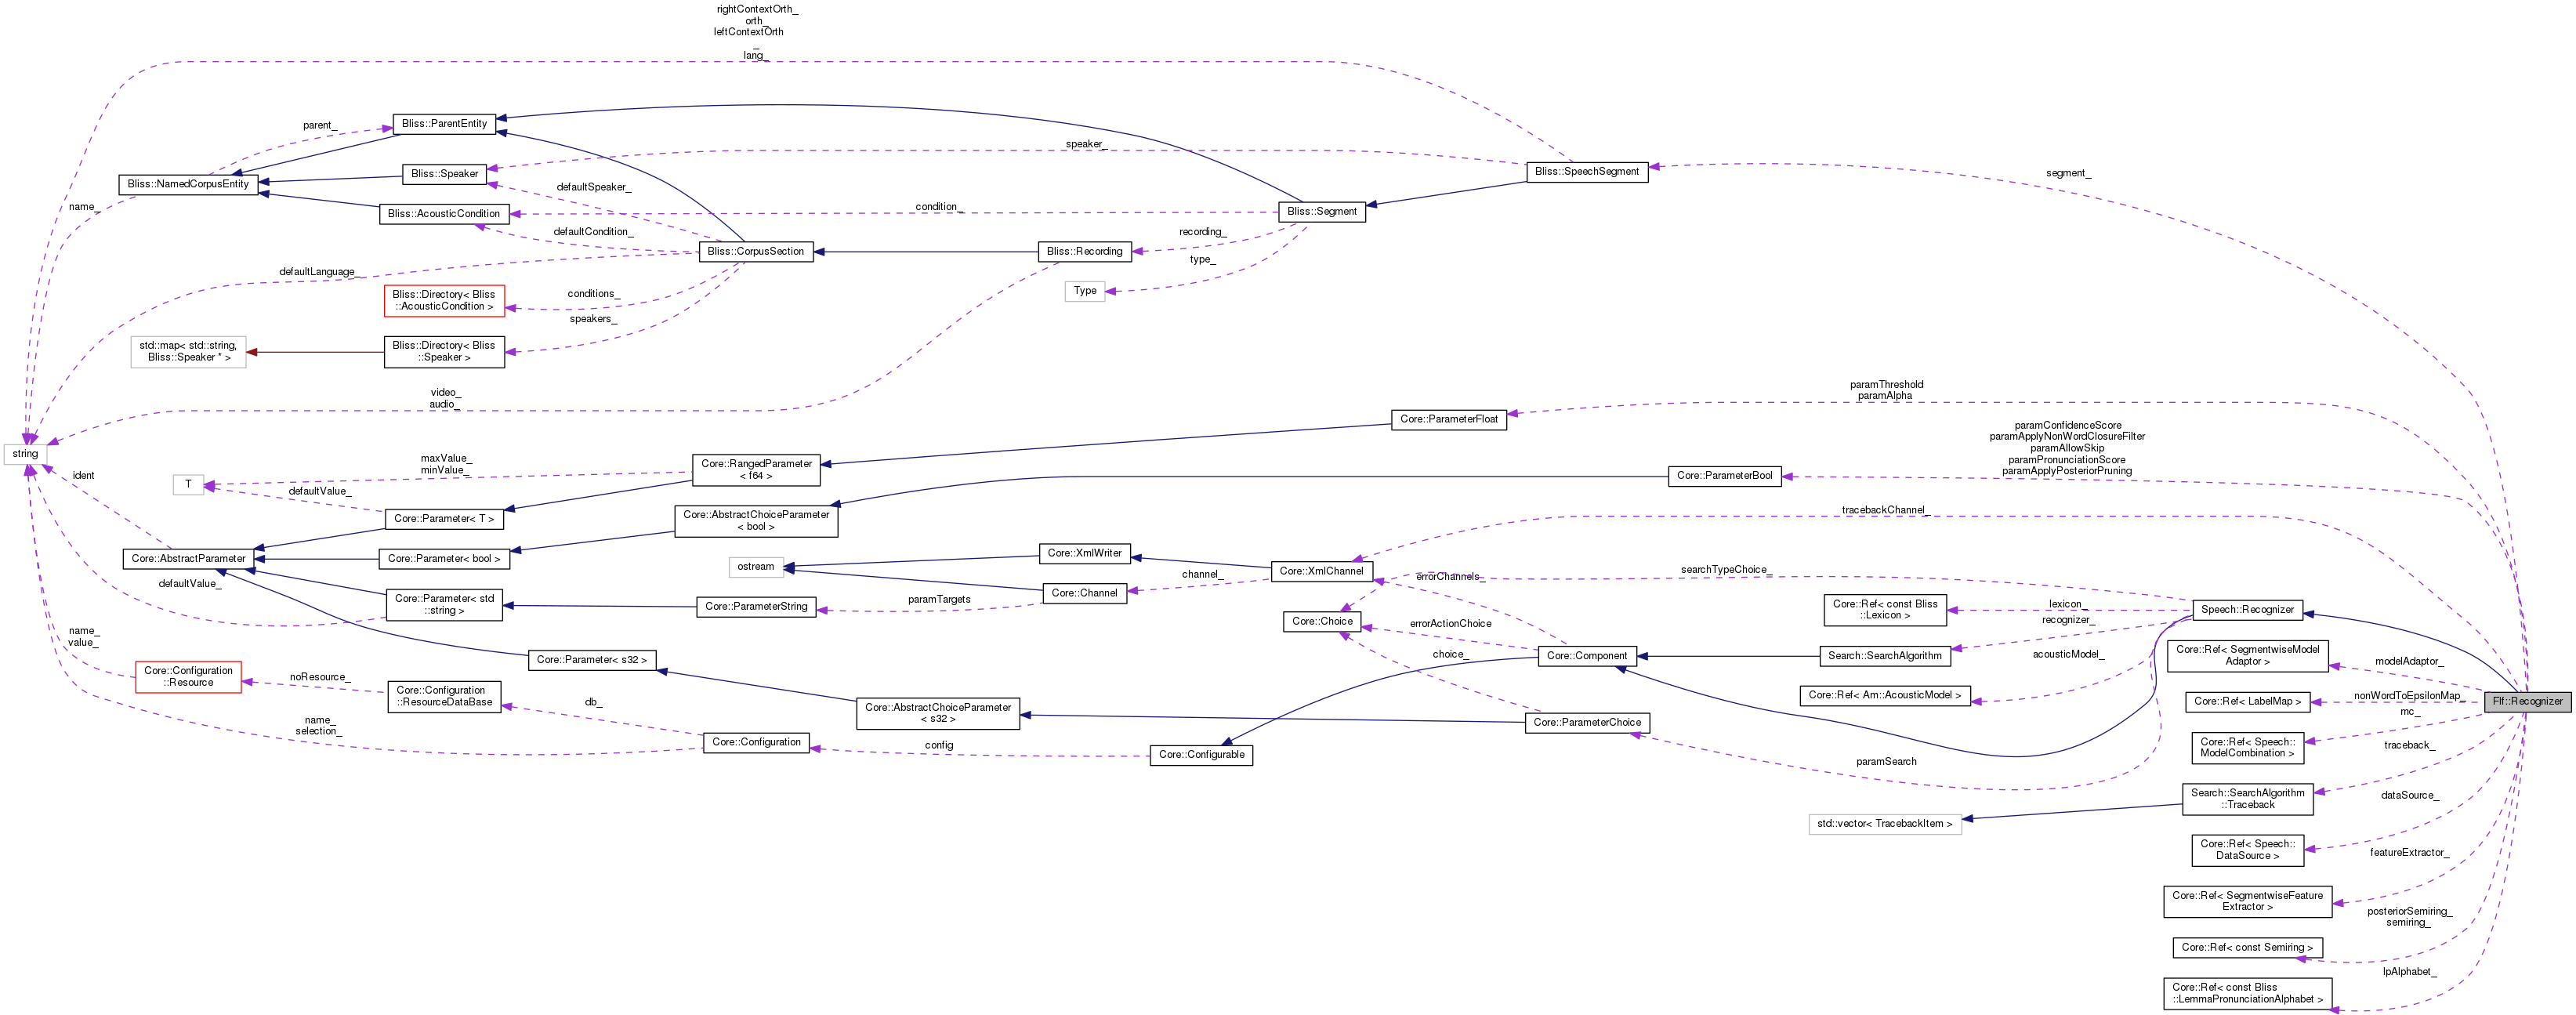 rightContextOrth_
orth_
leftContextOrth
_
lang_
Bliss::ParentEntity
parent_
speaker_
Bliss::SpeechSegment
segment_
Bliss::Speaker
Bliss::NamedCorpusEntity
defaultSpeaker_
name_
Bliss::AcousticCondition
condition_
Bliss::Segment
defaultCondition_
recording_
Bliss::CorpusSection
Bliss::Recording
type_
defaultLanguage_
Type
Bliss::Directory< Bliss
::AcousticCondition >
conditions_
speakers_
std::map< std::string,
Bliss::Speaker * >
Bliss::Directory< Bliss
::Speaker >
video_
audio_
paramThreshold
paramAlpha
Core::ParameterFloat
paramConfidenceScore
paramApplyNonWordClosureFilter
paramAllowSkip
paramPronunciationScore
paramApplyPosteriorPruning
string
ident
maxValue_
minValue_
Core::RangedParameter
< f64 >
Core::ParameterBool
T
defaultValue_
Core::Parameter< T >
Core::AbstractChoiceParameter
< bool >
tracebackChannel_
Core::AbstractParameter
Core::Parameter< bool >
Core::XmlWriter
ostream
Core::XmlChannel
channel_
errorChannels_
searchTypeChoice_
defaultValue_
Core::Parameter< std
::string >
Core::ParameterString
paramTargets
Core::Channel
Core::Choice
errorActionChoice
Core::Ref< const Bliss
::Lexicon >
lexicon_
recognizer_
Speech::Recognizer
name_
value_
Core::Parameter< s32 >
choice_
Core::Component
Search::SearchAlgorithm
acousticModel_
Core::Ref< SegmentwiseModel
Adaptor >
modelAdaptor_
Core::Configuration
::Resource
noResource_
Core::Configuration
::ResourceDataBase
db_
Core::AbstractChoiceParameter
< s32 >
Core::Ref< Am::AcousticModel >
Core::Ref< LabelMap >
nonWordToEpsilonMap_
mc_
Flf::Recognizer
name_
selection_
Core::Configuration
config
Core::Configurable
Core::ParameterChoice
paramSearch
Core::Ref< Speech::
ModelCombination >
traceback_
Search::SearchAlgorithm
::Traceback
dataSource_
std::vector< TracebackItem >
Core::Ref< Speech::
DataSource >
featureExtractor_
Core::Ref< SegmentwiseFeature
Extractor >
posteriorSemiring_
semiring_
Core::Ref< const Semiring >
lpAlphabet_
Core::Ref< const Bliss
::LemmaPronunciationAlphabet >